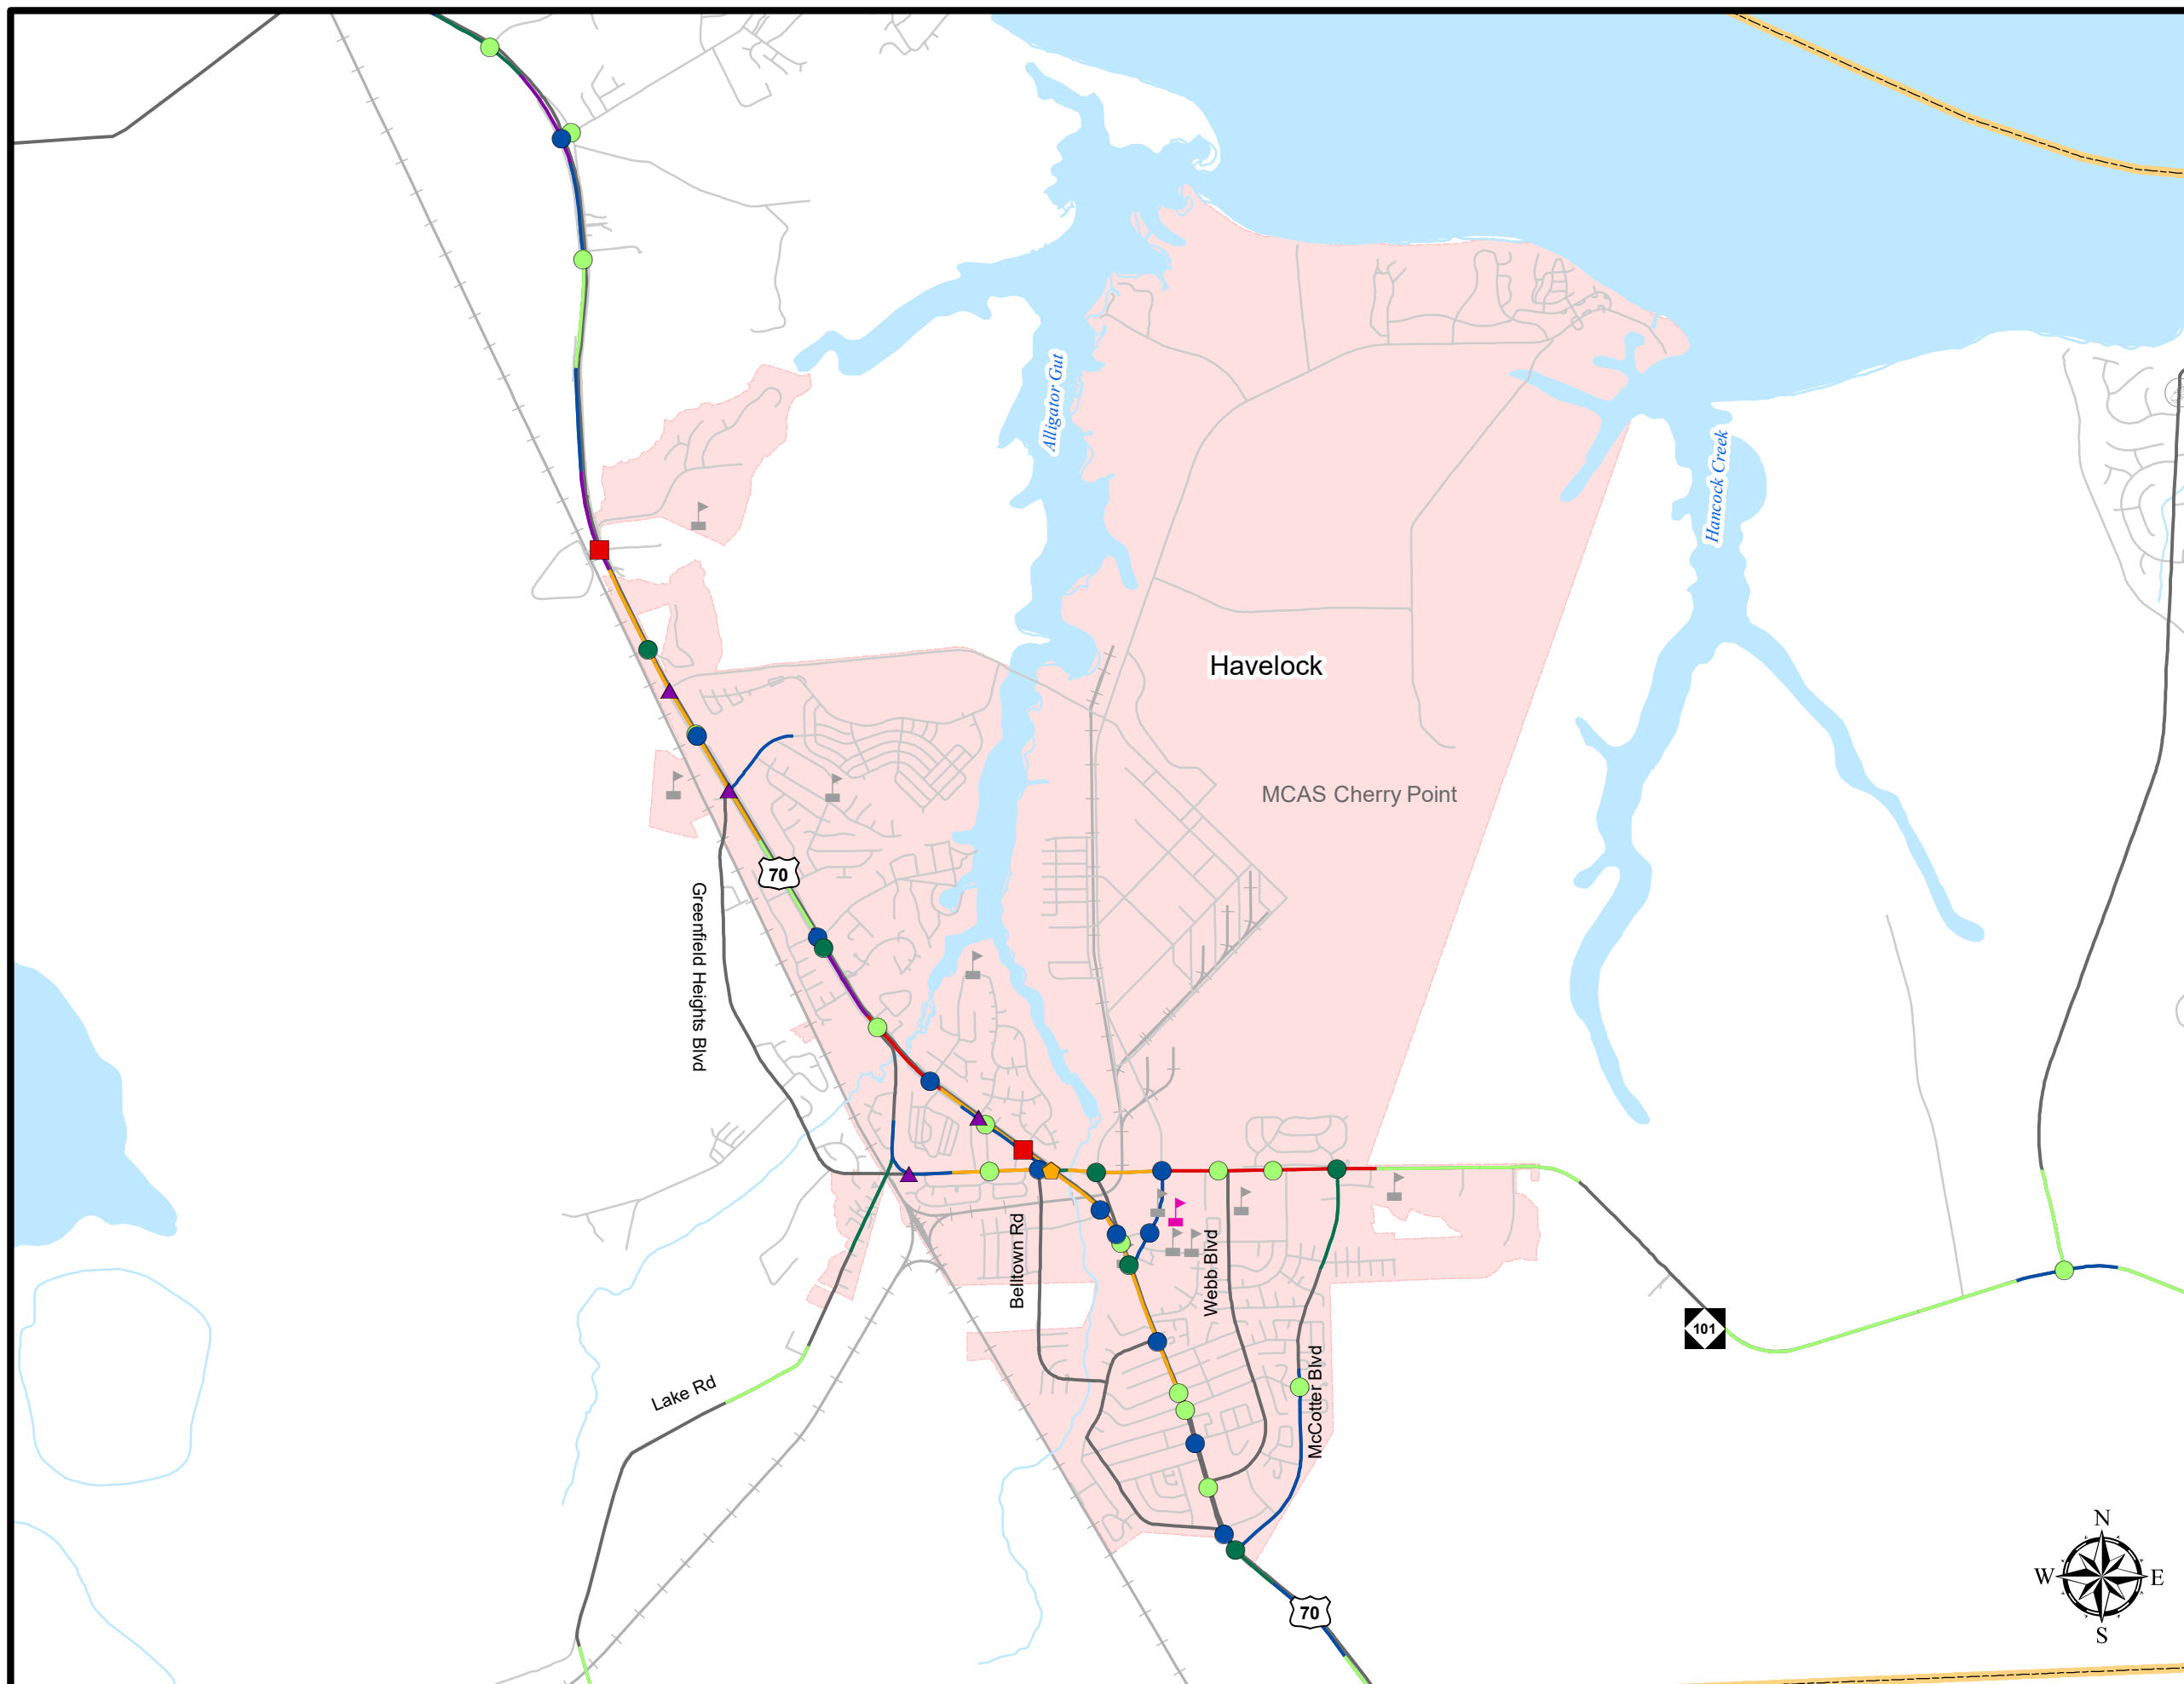 Alligator Gut
Hancock Creek
Havelock
MCAS Cherry Point
70
Greenfield Heights Blvd
Belltown Rd
Webb Blvd
101
McCotter Blvd
Lake Rd
70
N
W
E
S